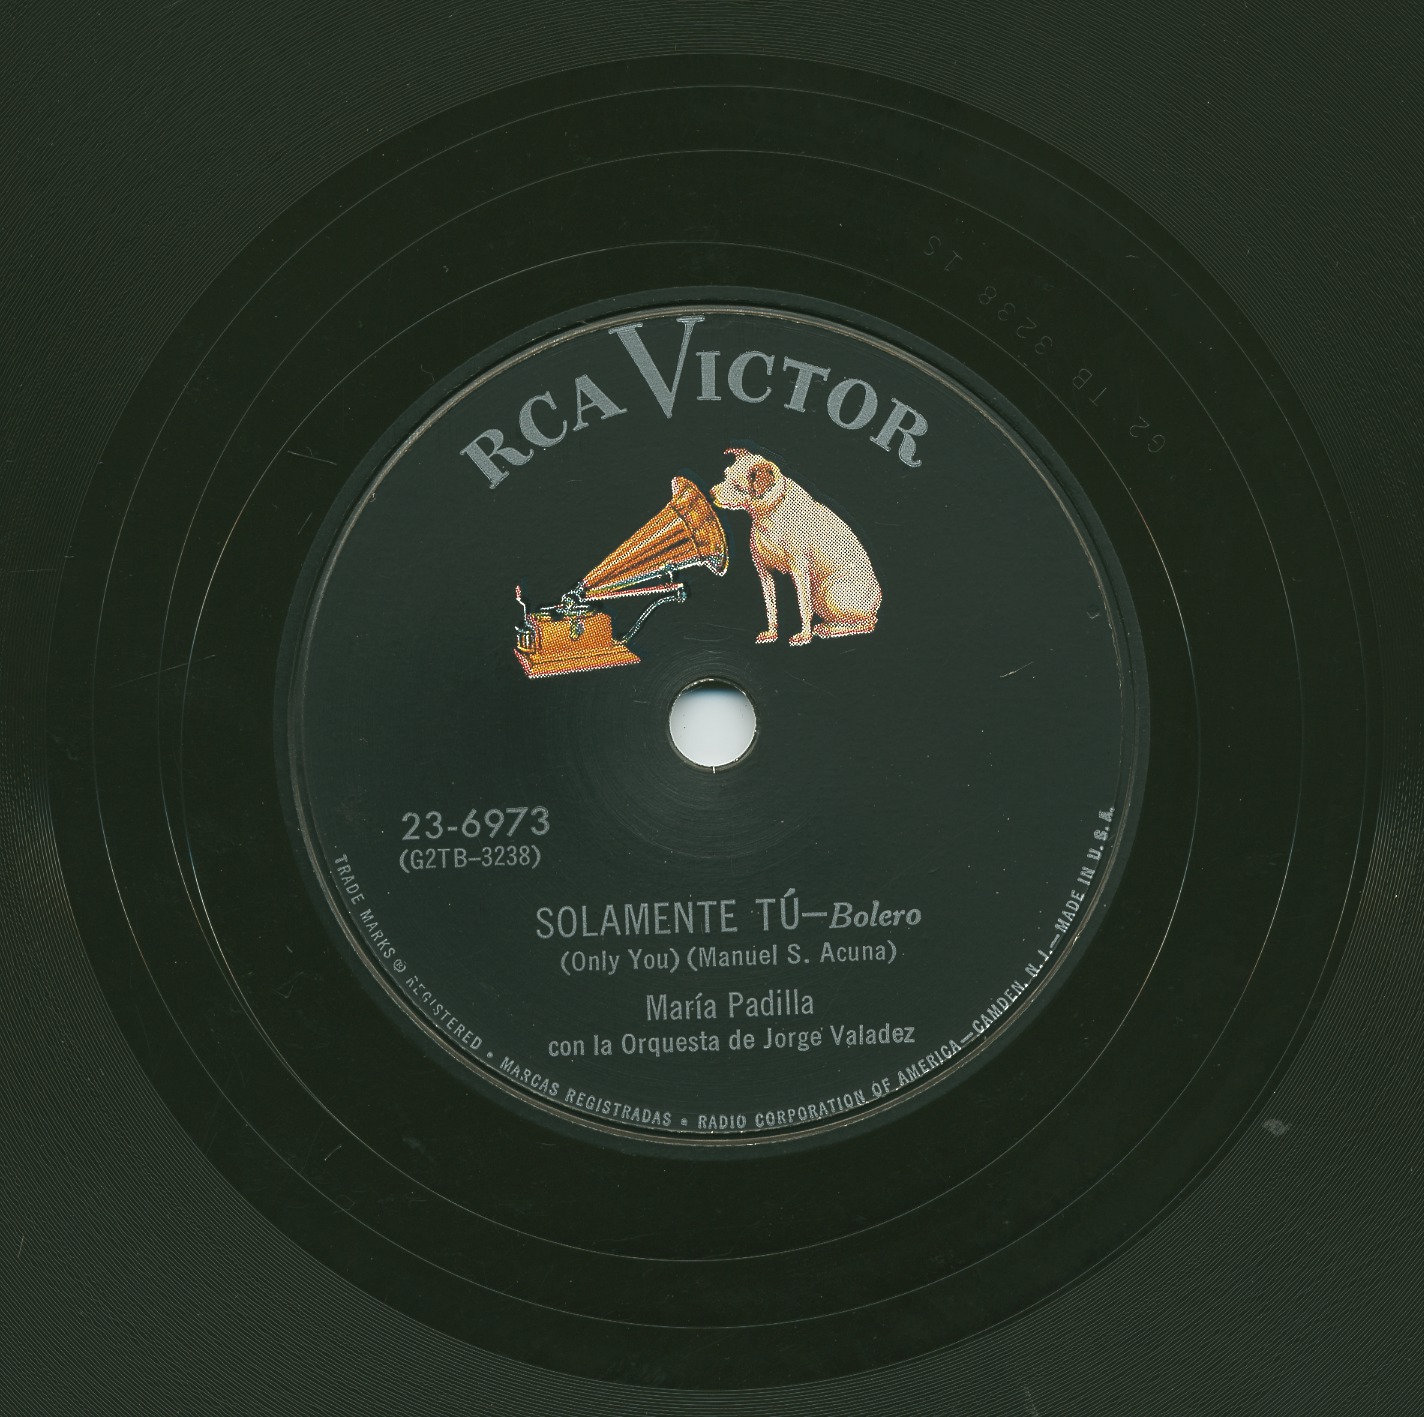 RCA VICTOR
23-6973
(G2TB-3238)
SOLAMENTE TÚ—Bolero
(Only You) (Manuel S. Acuna)
María Padilla
con la Orquesta de Jorge Valadez
TRADE MARKS ® REGISTERED • MARCAS REGISTRADAS • RADIO CORPORATION OF AMERICA—CAMDEN, N. J.—MADE IN U. S. A.
G2 TB 3238 1S